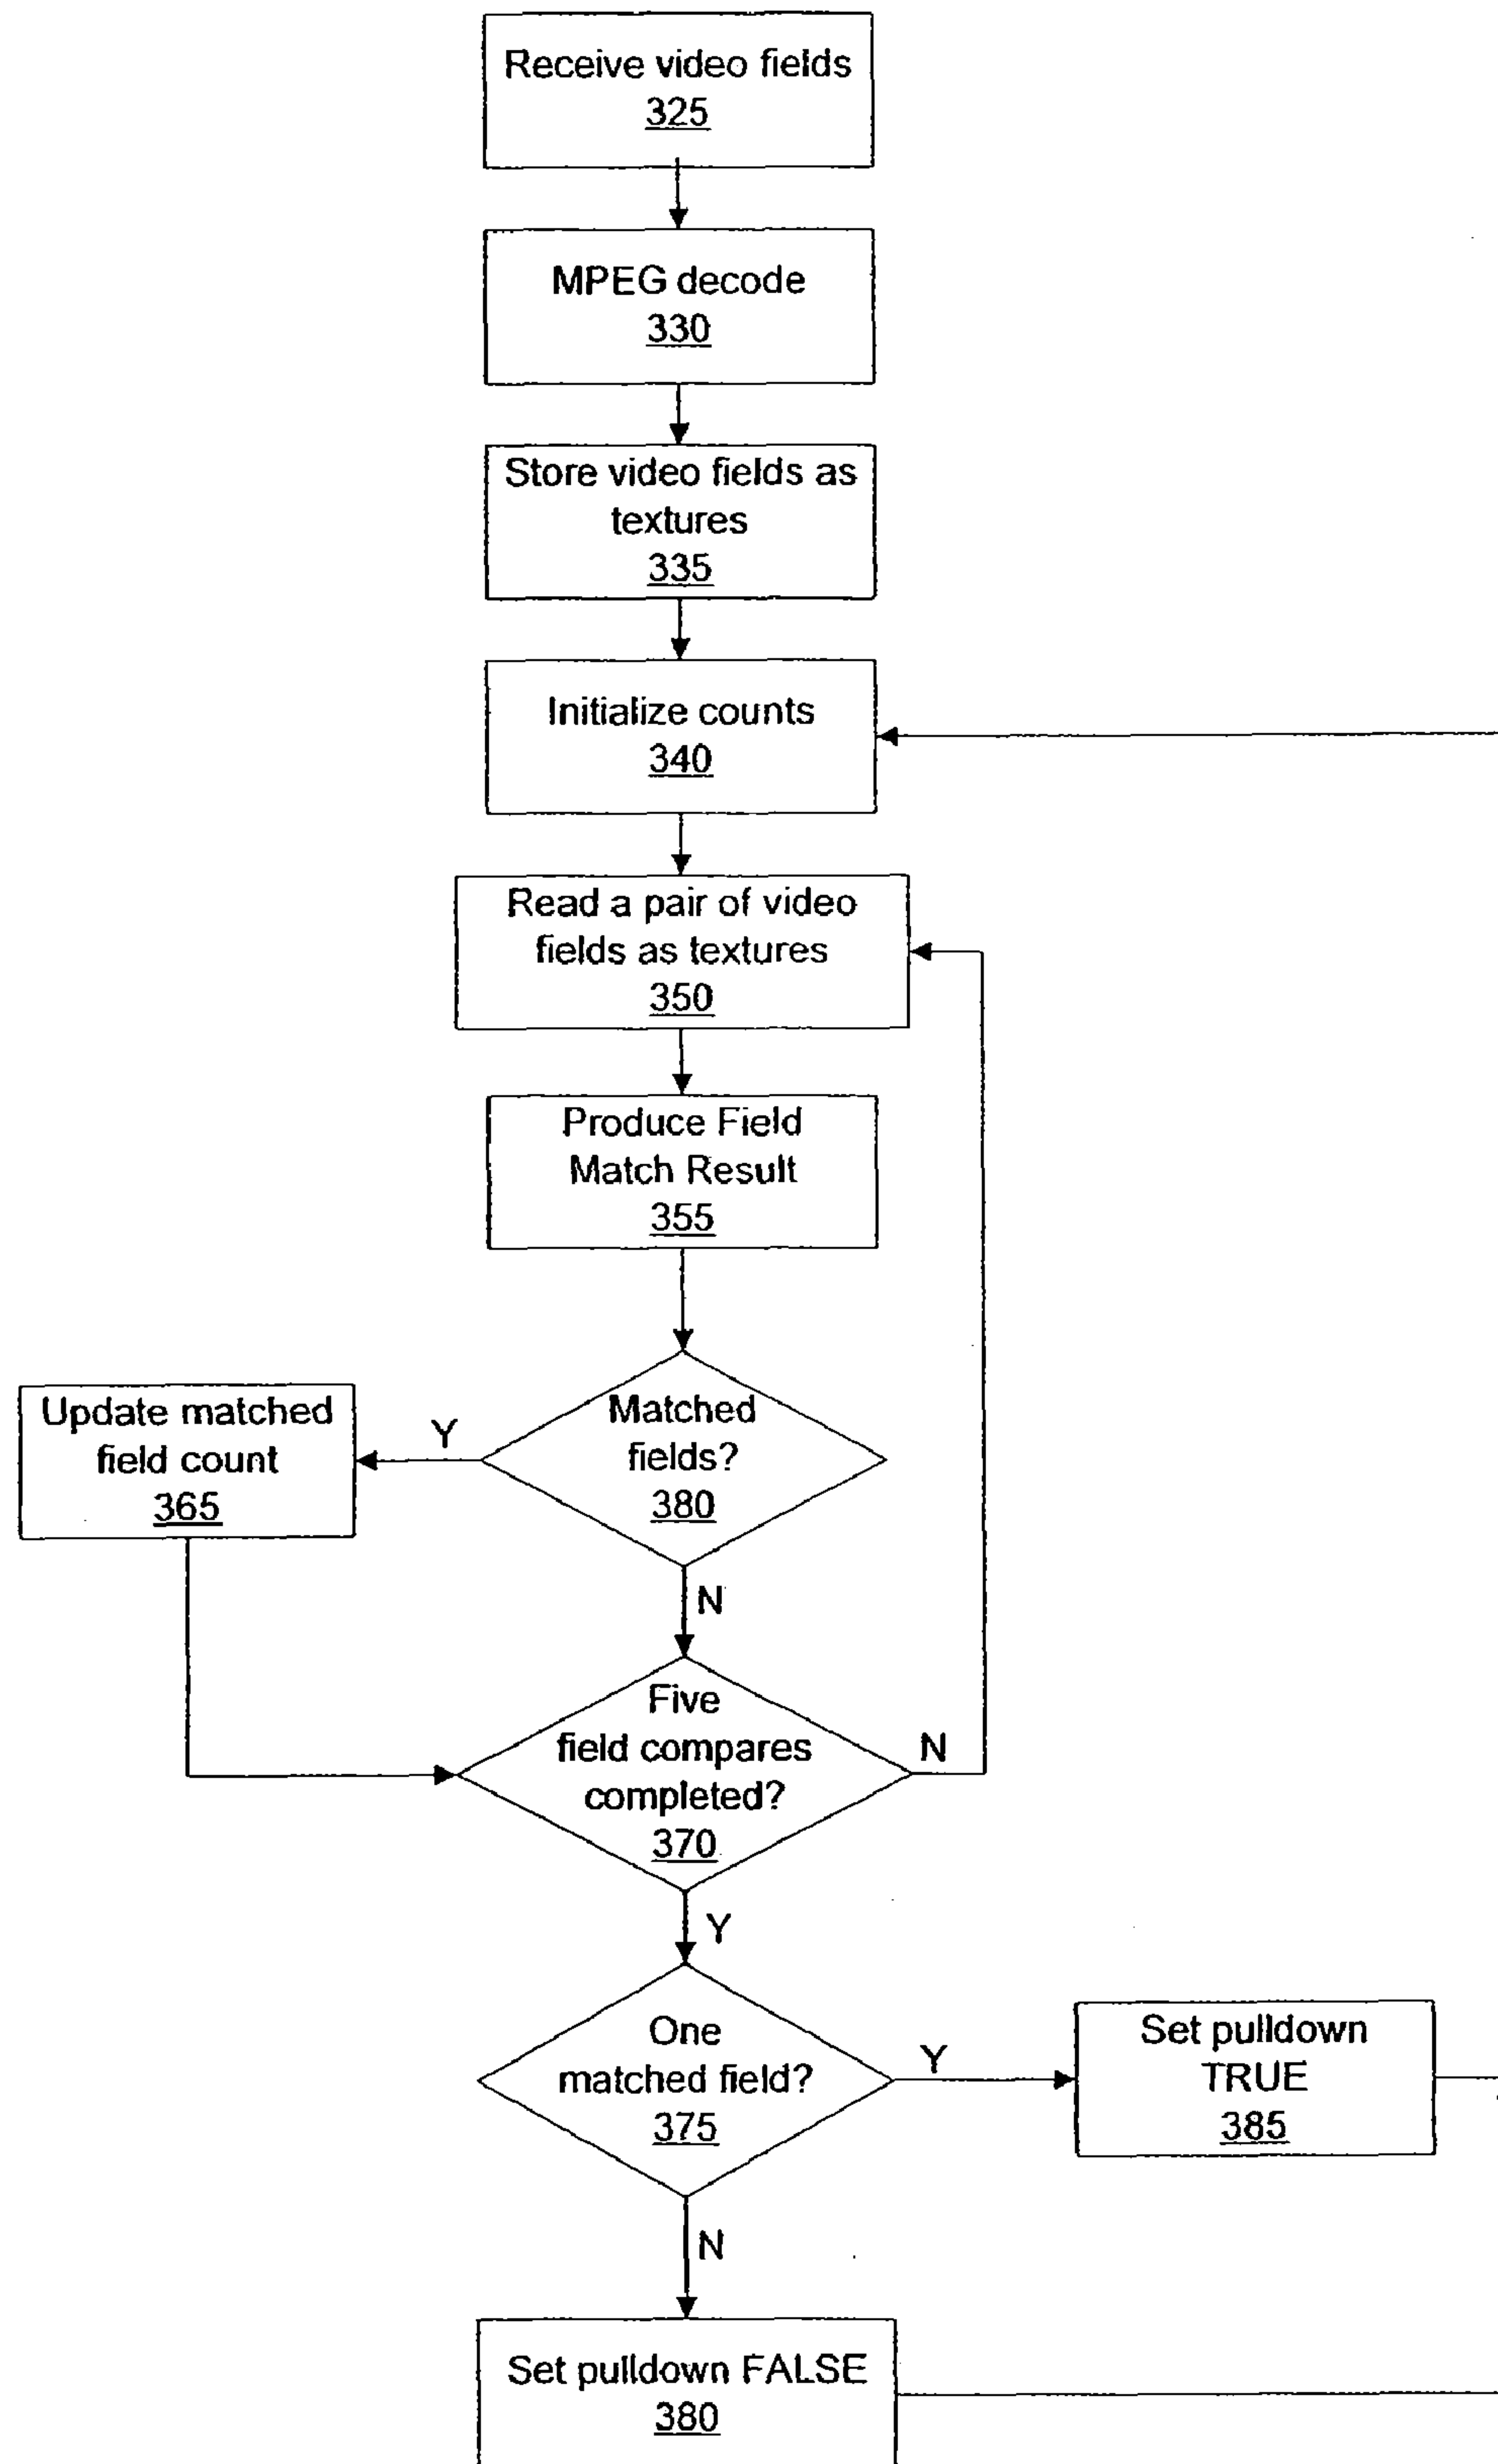 Receive video fields
325
MPEG decode
330
Store video fields as
textures
335
Initialize counts
340
Read a pair of video
fields as textures
350
Produce Field
Match Result
355
Matched
fields?
380
Y
N
Update matched
field count
365
Five
field compares
completed?
370
N
Y
One
matched field?
375
Y
N
Set pulldown
TRUE
385
Set pulldown FALSE
380